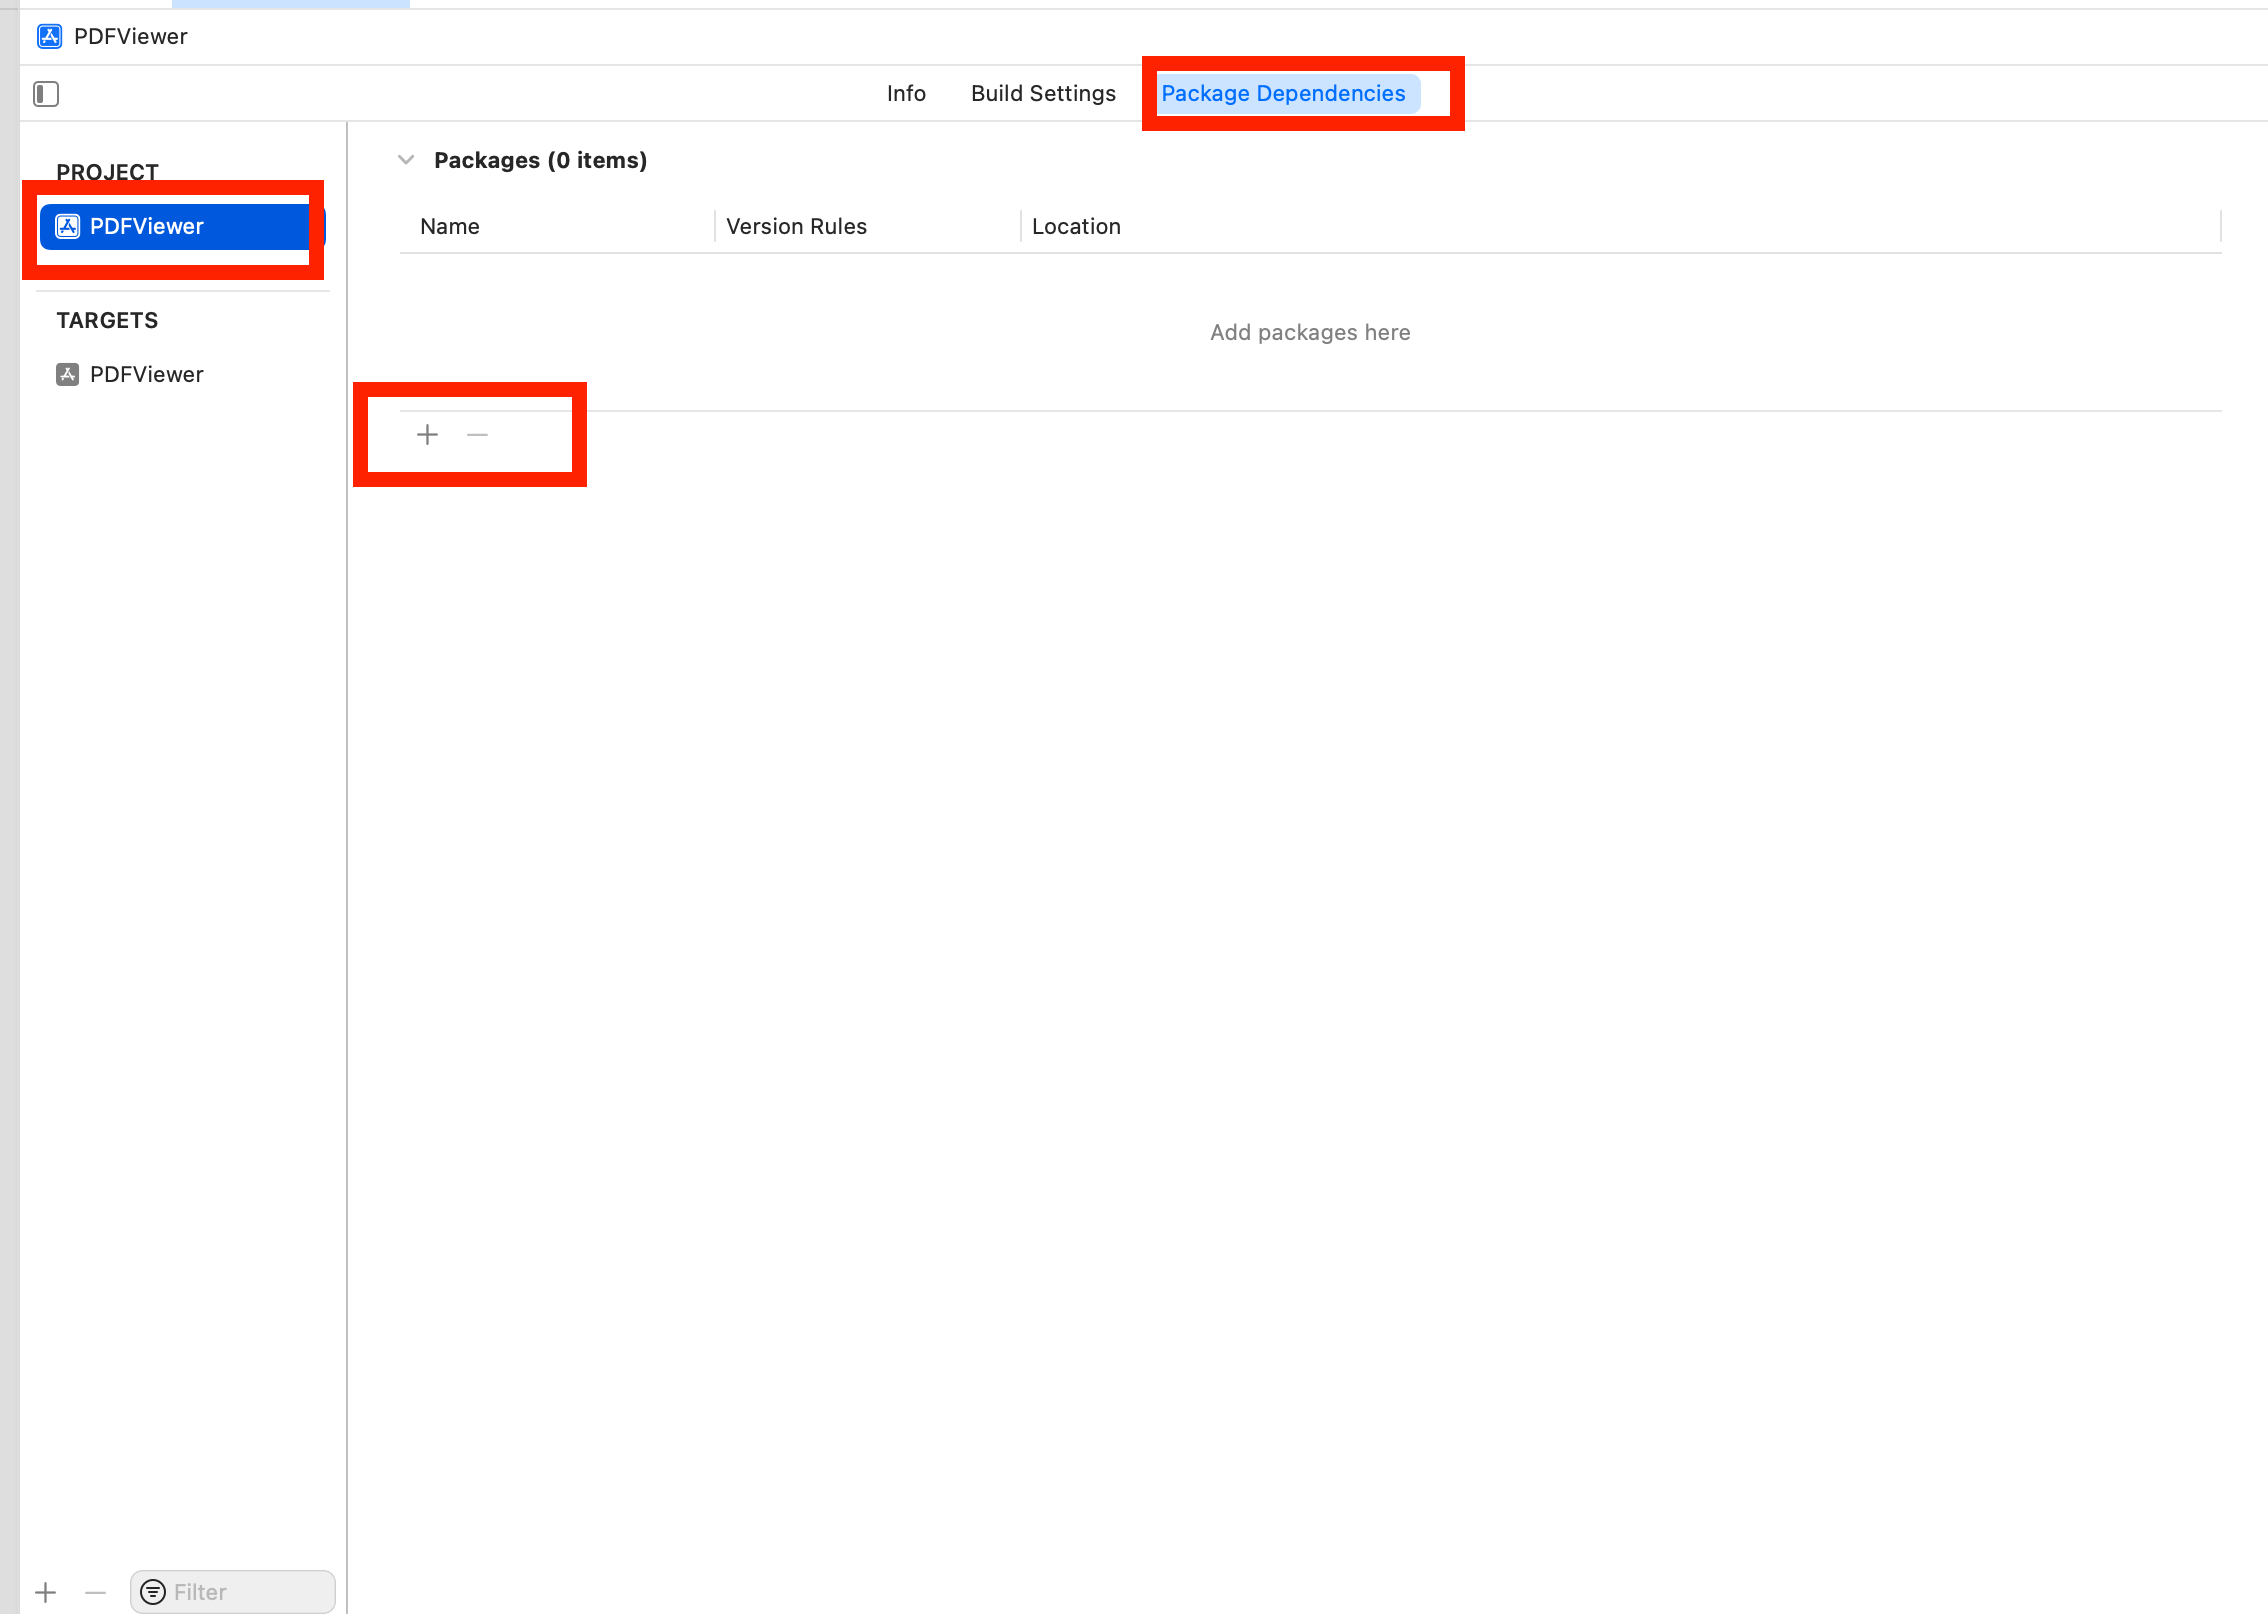 PDFViewer
Info Build Settings Package Dependencies
PROJECT
PDFViewer
TARGETS
PDFViewer
Packages (0 items)
Name Version Rules Location
Add packages here
Filter